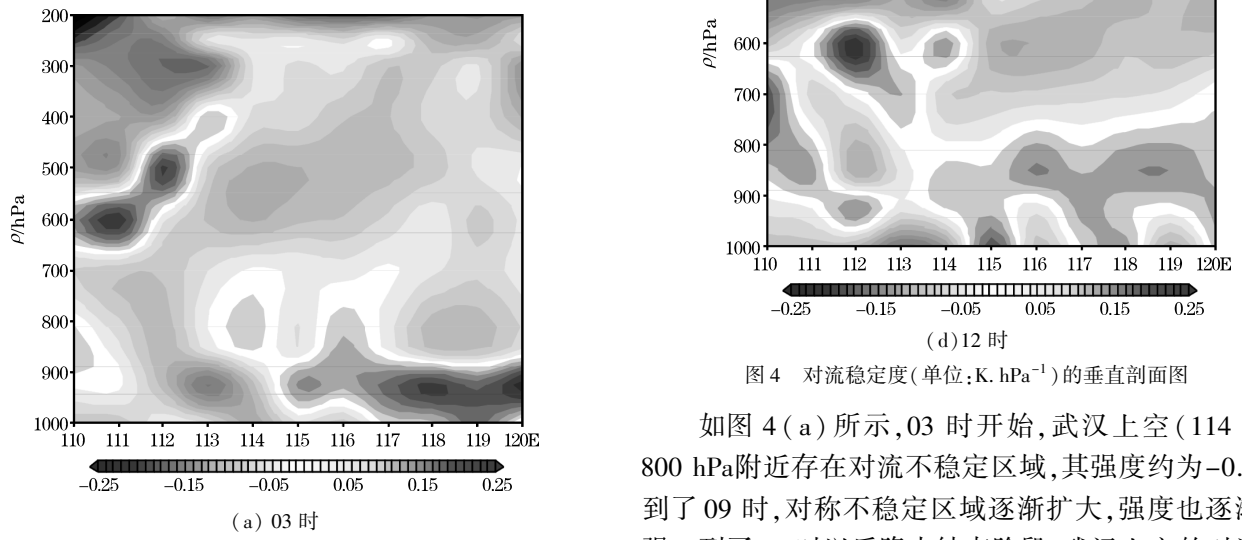 200
300
400
500
600
700
800
900
1000
ρ/hPa
110 111 112 113 114 115 116 117 118 119 120E
−0.25 −0.15 −0.05 0.05 0.15 0.25
(a) 03 时
600
700
800
900
1000
ρ/hPa
110 111 112 113 114 115 116 117 118 119 120E
−0.25 −0.15 −0.05 0.05 0.15 0.25
(d)12 时
图 4 对流稳定度(单位:K. hPa⁻¹)的垂直剖面图
如图 4(a)所示,03 时开始,武汉上空(114
800 hPa附近存在对流不稳定区域,其强度约为−0.
到了 09 时,对称不稳定区域逐渐扩大,强度也逐渐